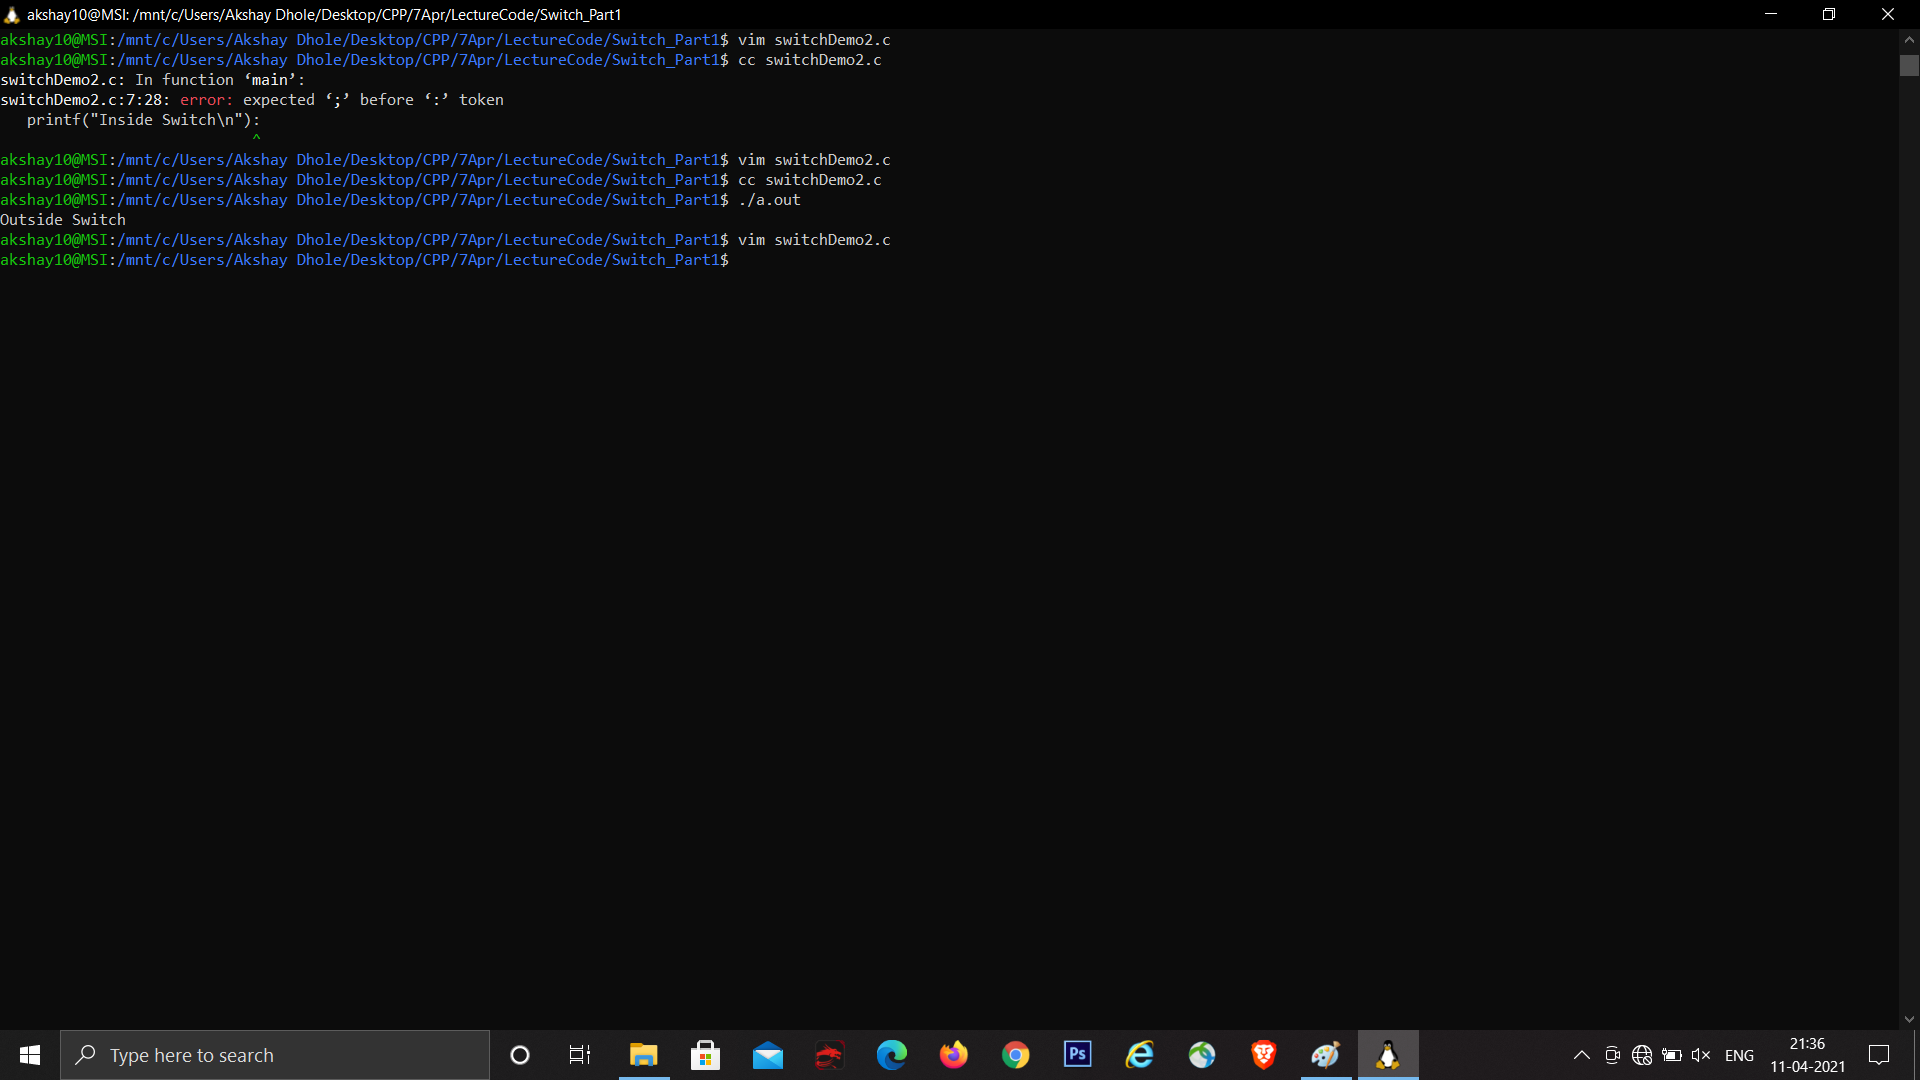 akshay10@MSI: /mnt/c/Users/Akshay Dhole/Desktop/CPP/7Apr/LectureCode/Switch_Part1
akshay10@MSI:/mnt/c/Users/Akshay Dhole/Desktop/CPP/7Apr/LectureCode/Switch_Part1$ vim switchDemo2.c
akshay10@MSI:/mnt/c/Users/Akshay Dhole/Desktop/CPP/7Apr/LectureCode/Switch_Part1$ cc switchDemo2.c
switchDemo2.c: In function ‘main’:
switchDemo2.c:7:28: error: expected ‘;’ before ‘:’ token
   printf("Inside Switch\n"):
                            ^
akshay10@MSI:/mnt/c/Users/Akshay Dhole/Desktop/CPP/7Apr/LectureCode/Switch_Part1$ vim switchDemo2.c
akshay10@MSI:/mnt/c/Users/Akshay Dhole/Desktop/CPP/7Apr/LectureCode/Switch_Part1$ cc switchDemo2.c
akshay10@MSI:/mnt/c/Users/Akshay Dhole/Desktop/CPP/7Apr/LectureCode/Switch_Part1$ ./a.out
Outside Switch
akshay10@MSI:/mnt/c/Users/Akshay Dhole/Desktop/CPP/7Apr/LectureCode/Switch_Part1$ vim switchDemo2.c
akshay10@MSI:/mnt/c/Users/Akshay Dhole/Desktop/CPP/7Apr/LectureCode/Switch_Part1$
Type here to search
Ps
ENG
21:36
11-04-2021